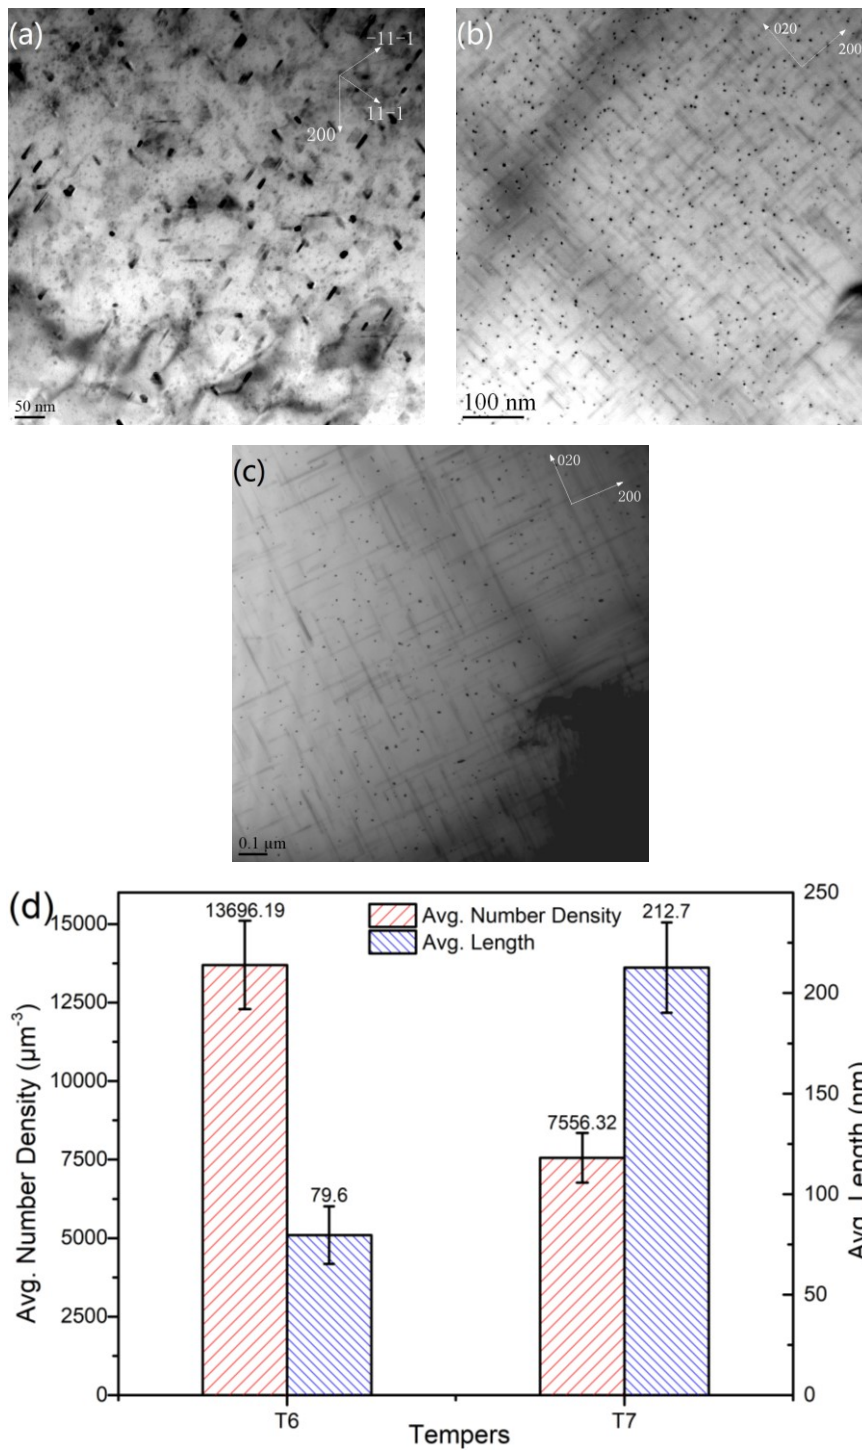 (a)
-11-1
11-1
200
50 nm
(b)
020
200
100 nm
(c)
020
200
0.1 µm
(d)
Avg. Number Density (µm⁻³)
15000
12500
10000
7500
5000
2500
0
13696.19
79.6
7556.32
212.7
Avg. Number Density
Avg. Length
250
200
150
100
50
0
Avg. Length (nm)
T6
T7
Tempers